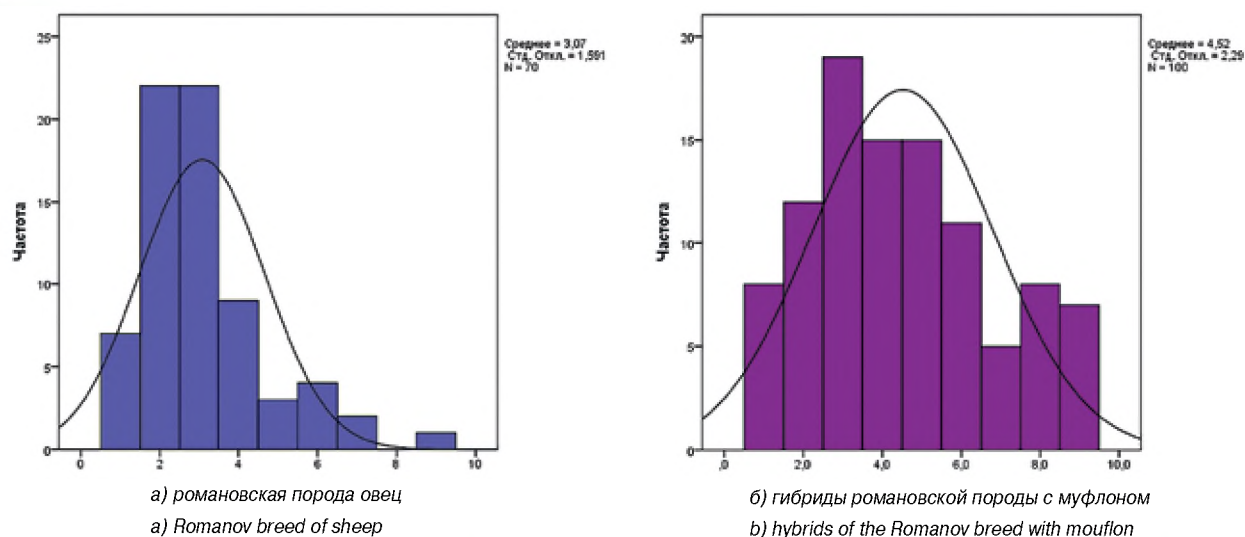 25
20
15
10
5
0
Частота
0 2 4 6 8 10
Среднее = 3,07
Стд. Откл. = 1,591
N = 70
а) романовская порода овец
a) Romanov breed of sheep
20
15
10
5
0
Частота
,0 2,0 4,0 6,0 8,0 10,0
Среднее = 4,52
Стд. Откл. = 2,29
N = 100
б) гибриды романовской породы с муфлоном
b) hybrids of the Romanov breed with mouflon